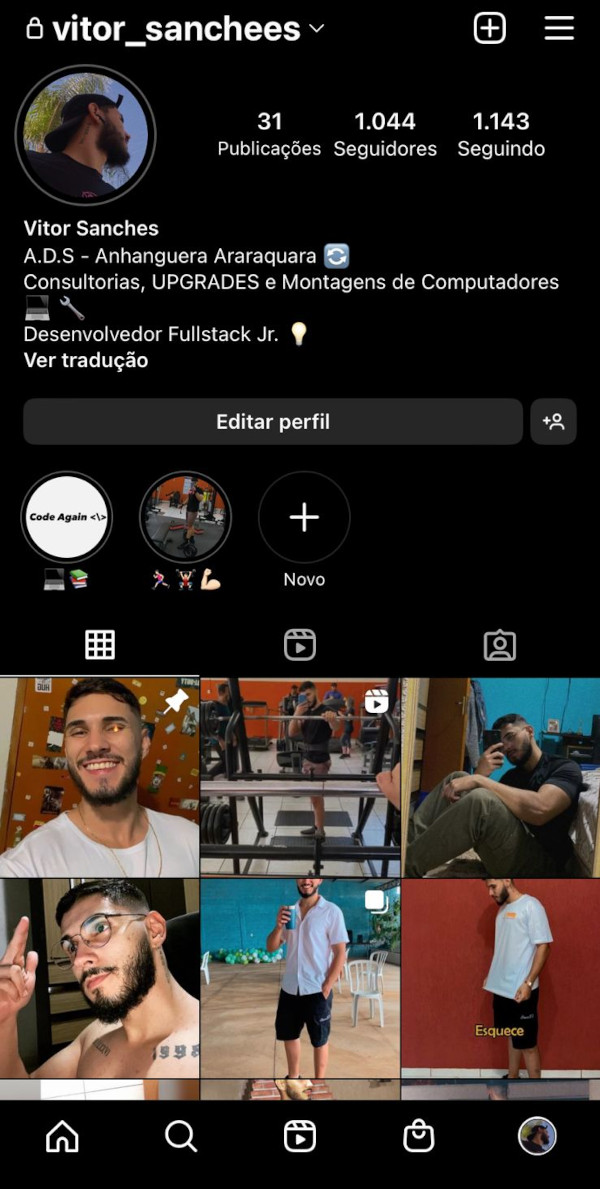 vitor_sanchees
31 1.044 1.143
Publicações Seguidores Seguindo
Vitor Sanches
A.D.S - Anhanguera Araraquara 🔄
Consultorias, UPGRADES e Montagens de Computadores
💻 🔧
Desenvolvedor Fullstack Jr. 💡
Ver tradução
Editar perfil
Code Again <\>
Novo
1998
Esquece